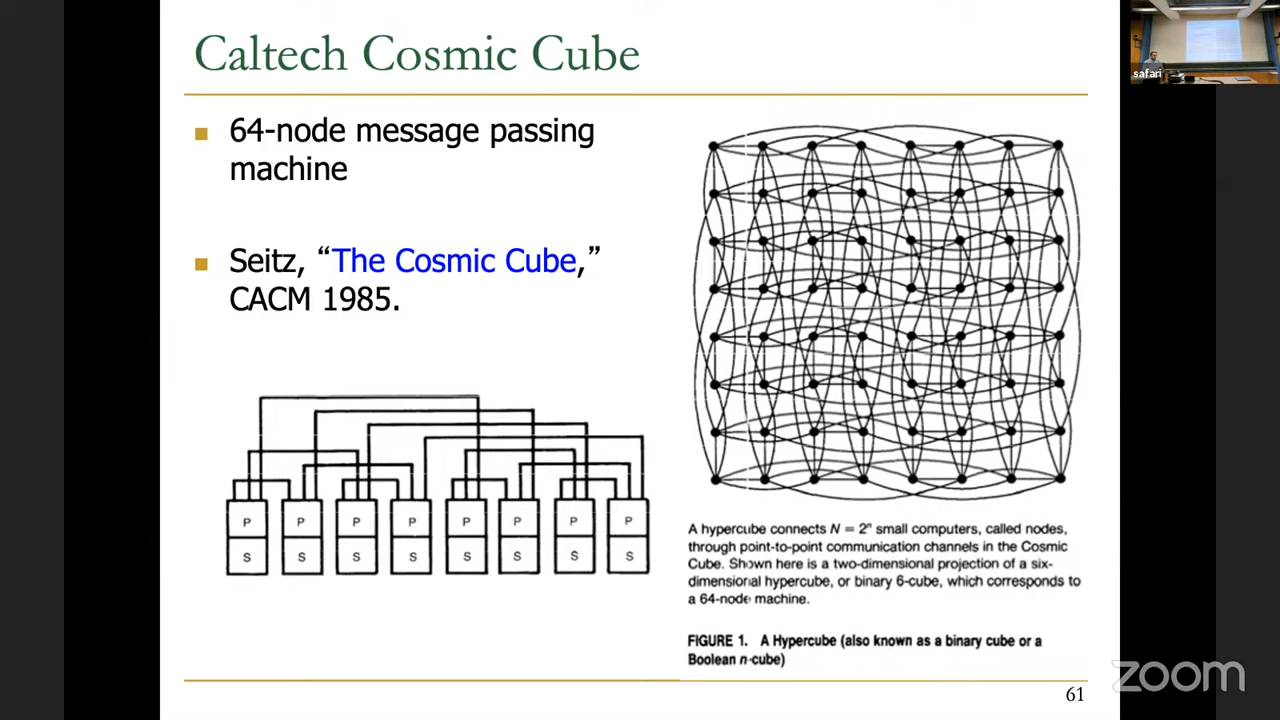 Caltech Cosmic Cube
64-node message passing
machine
Seitz, “The Cosmic Cube,”
CACM 1985.
P P P P P P P P
S S S S S S S S
A hypercube connects N = 2ⁿ small computers, called nodes,
through point-to-point communication channels in the Cosmic
Cube. Shown here is a two-dimensional projection of a six-
dimensional hypercube, or binary 6-cube, which corresponds to
a 64-node machine.
FIGURE 1. A Hypercube (also known as a binary cube or a
Boolean n-cube)
61
safari
zoom